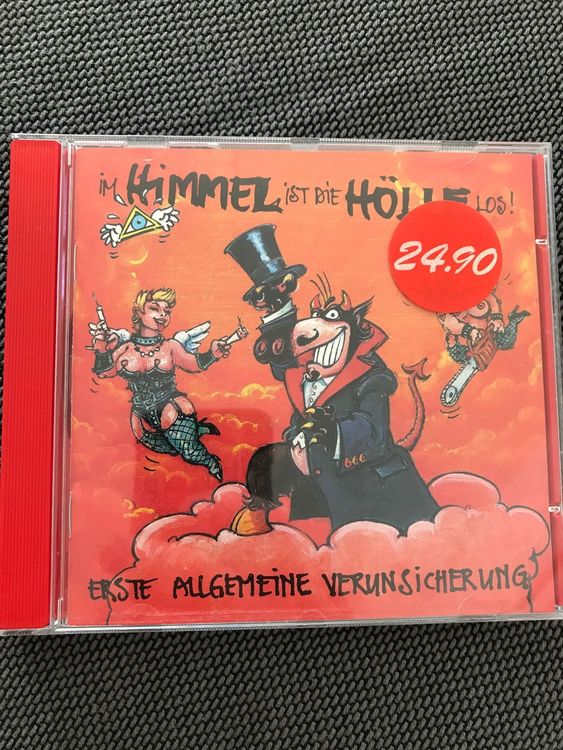 im HiMMEL iST DiE HÖLLE LOS!
24.90
666
ERSTE ALLGEMEINE VERUNSiCHERUNG